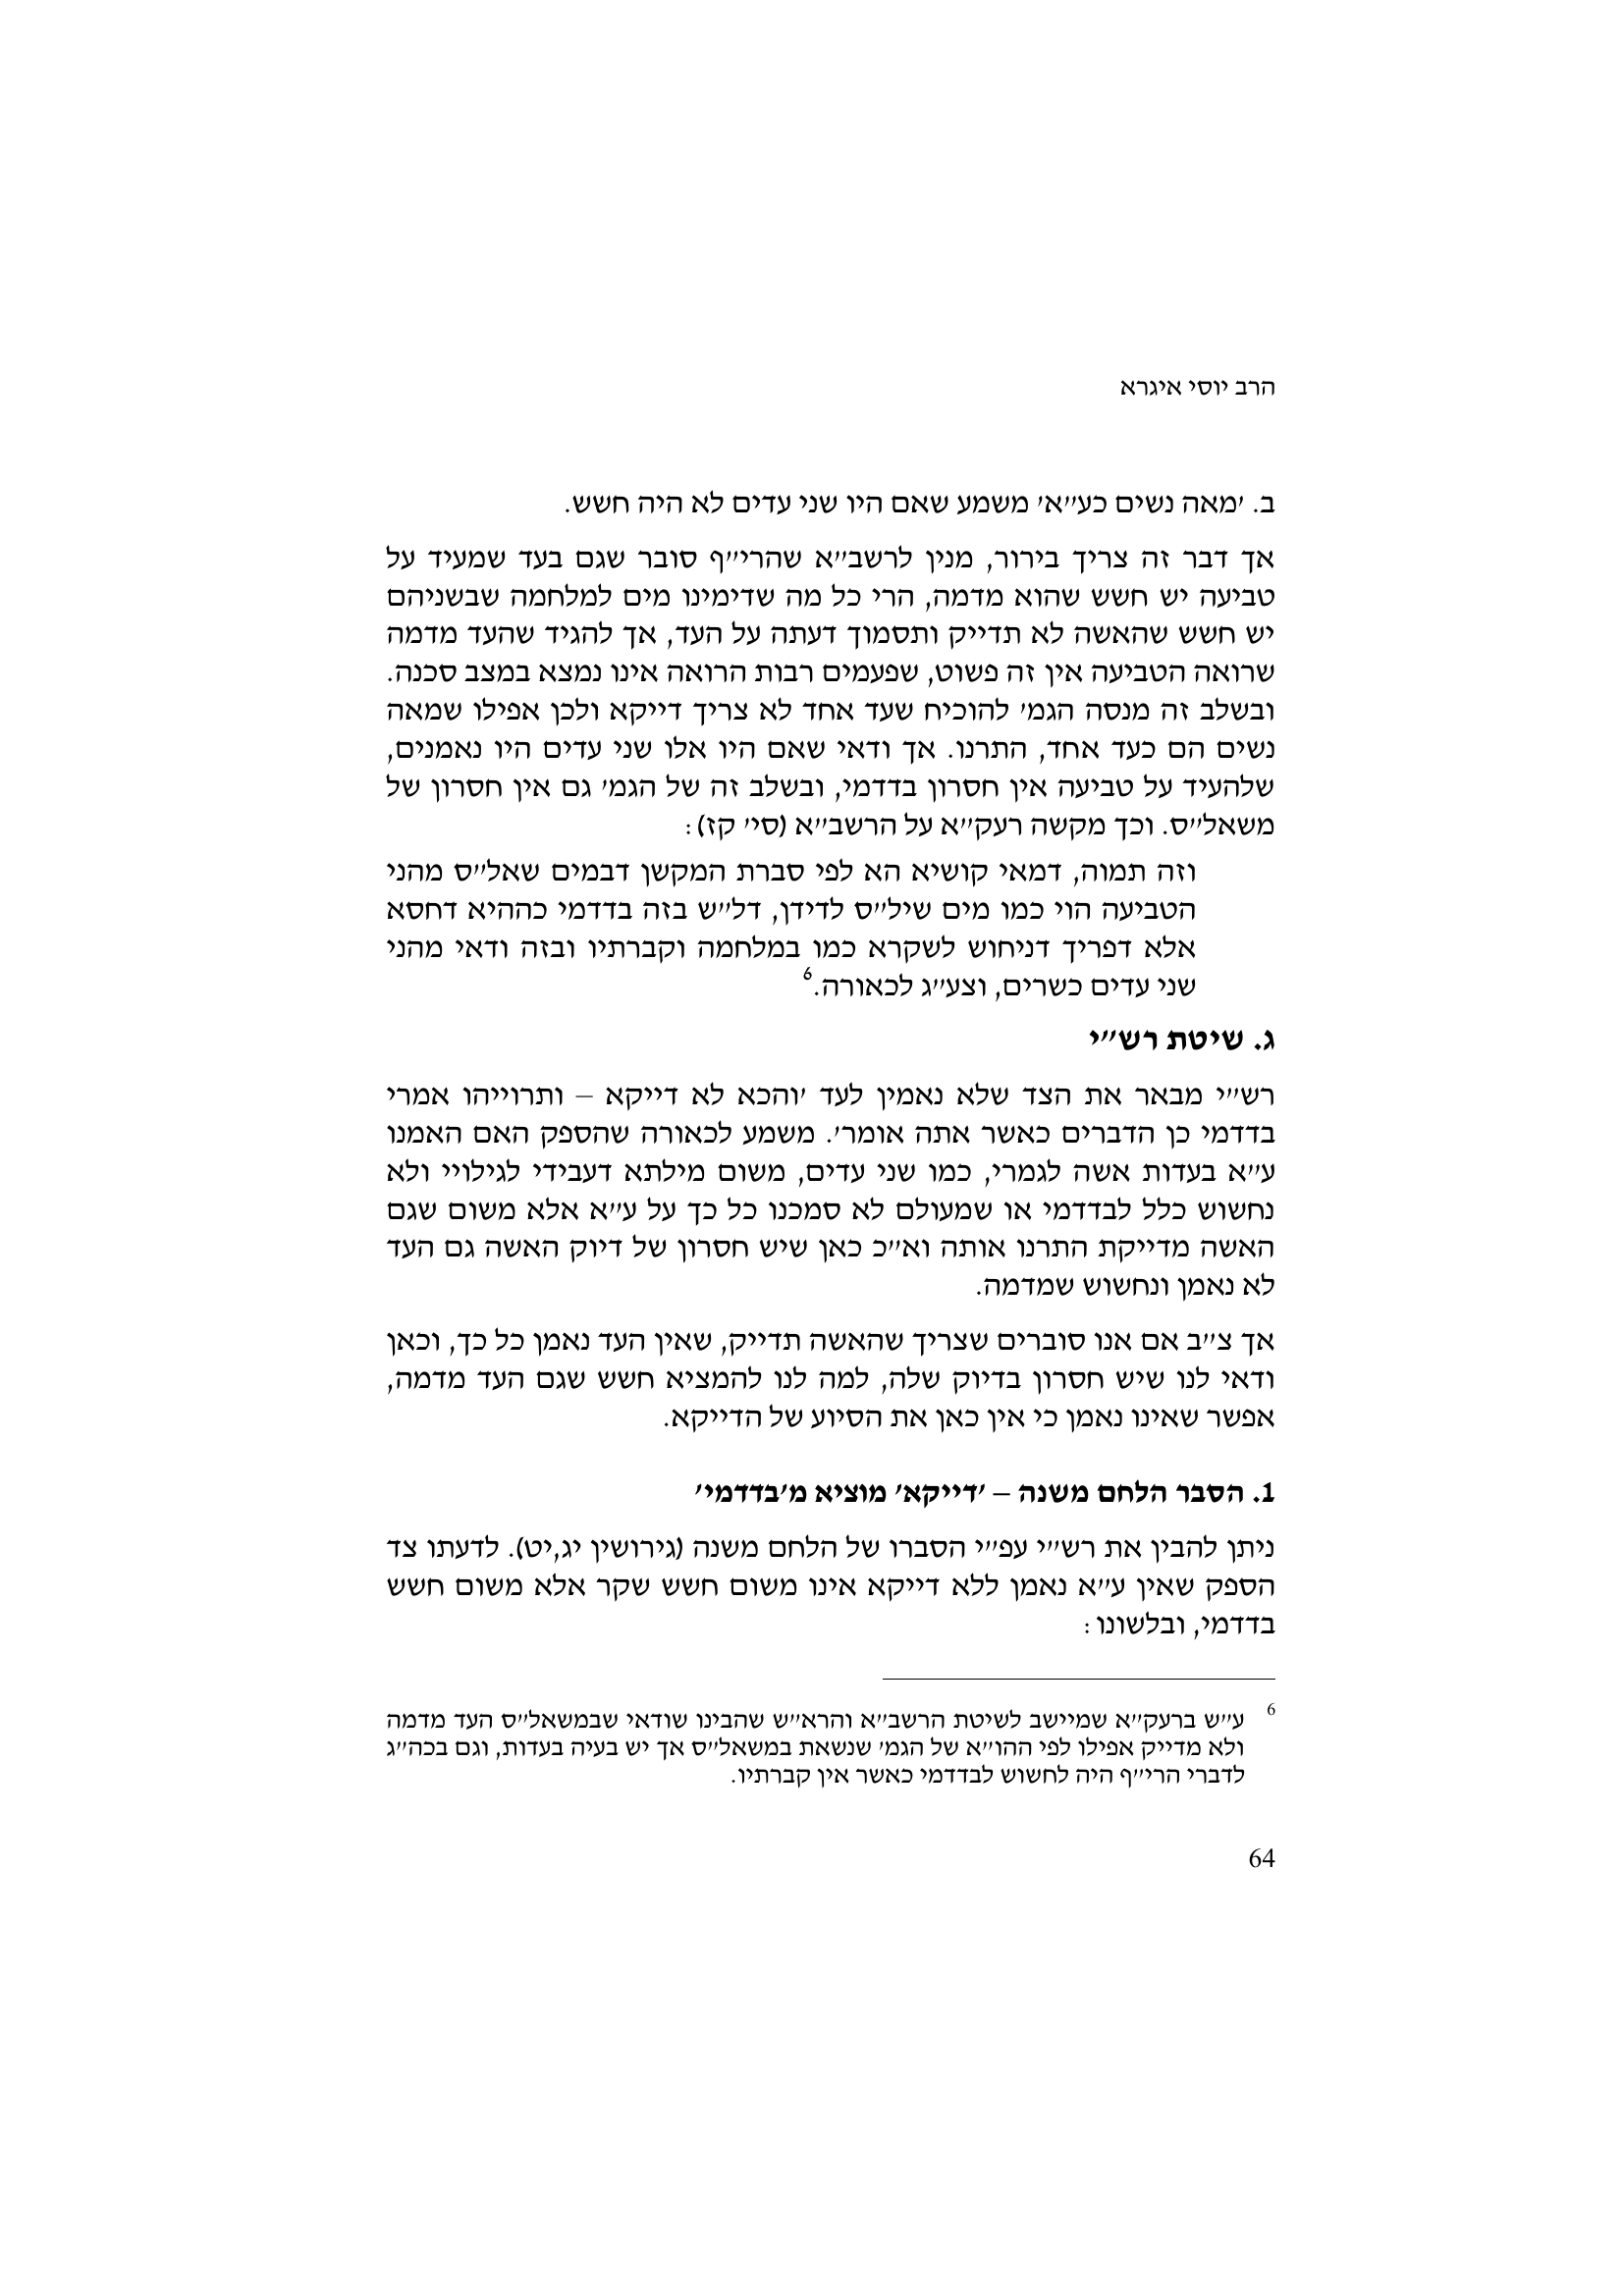 הרב יוסי איגרא
ב. 'מאה נשים כע"א' משמע שאם היו שני עדים לא היה חשש.
אך דבר זה צריך בירור, מנין לרשב"א שהרי"ף סובר שגם בעד שמעיד על
טביעה יש חשש שהוא מדמה, הרי כל מה שדימינו מים למלחמה שבשניהם
יש חשש שהאשה לא תדייק ותסמוך דעתה על העד, אך להגיד שהעד מדמה
שרואה הטביעה אין זה פשוט, שפעמים רבות הרואה אינו נמצא במצב סכנה.
ובשלב זה מנסה הגמ' להוכיח שעד אחד לא צריך דייקא ולכן אפילו שמאה
נשים הם כעד אחד, התרנו. אך ודאי שאם היו אלו שני עדים היו נאמנים,
שלהעיד על טביעה אין חסרון בדדמי, ובשלב זה של הגמ' גם אין חסרון של
משאל"ס. וכך מקשה רעק"א על הרשב"א (סי' קז):
וזה תמוה, דמאי קושיא הא לפי סברת המקשן דבמים שאל"ס מהני
הטביעה הוי כמו מים שיל"ס לדידן, דל"ש בזה בדדמי כההיא דחסא
אלא דפריך דניחוש לשקרא כמו במלחמה וקברתיו ובזה ודאי מהני
שני עדים כשרים, וצע"ג לכאורה.6
ג. שיטת רש"י
רש"י מבאר את הצד שלא נאמין לעד 'והכא לא דייקא – ותרוייהו אמרי
בדדמי כן הדברים כאשר אתה אומר'. משמע לכאורה שהספק האם האמנו
ע"א בעדות אשה לגמרי, כמו שני עדים, משום מילתא דעבידי לגילויי ולא
נחשוש כלל לבדדמי או שמעולם לא סמכנו כל כך על ע"א אלא משום שגם
האשה מדייקת התרנו אותה וא"כ כאן שיש חסרון של דיוק האשה גם העד
לא נאמן ונחשוש שמדמה.
אך צ"ב אם אנו סוברים שצריך שהאשה תדייק, שאין העד נאמן כל כך, וכאן
ודאי לנו שיש חסרון בדיוק שלה, למה לנו להמציא חשש שגם העד מדמה,
אפשר שאינו נאמן כי אין כאן את הסיוע של הדייקא.
1. הסבר הלחם משנה – 'דייקא' מוציא מ'בדדמי'
ניתן להבין את רש"י עפ"י הסברו של הלחם משנה (גירושין יג,יט). לדעתו צד
הספק שאין ע"א נאמן ללא דייקא אינו משום חשש שקר אלא משום חשש
בדדמי, ובלשונו:
6 ע"ש ברעק"א שמיישב לשיטת הרשב"א והרא"ש שהבינו שודאי שבמשאל"ס העד מדמה
ולא מדייק אפילו לפי ההו"א של הגמ' שנשאת במשאל"ס אך יש בעיה בעדות, וגם בכה"ג
לדברי הרי"ף היה לחשוש לבדדמי כאשר אין קברתיו.
64